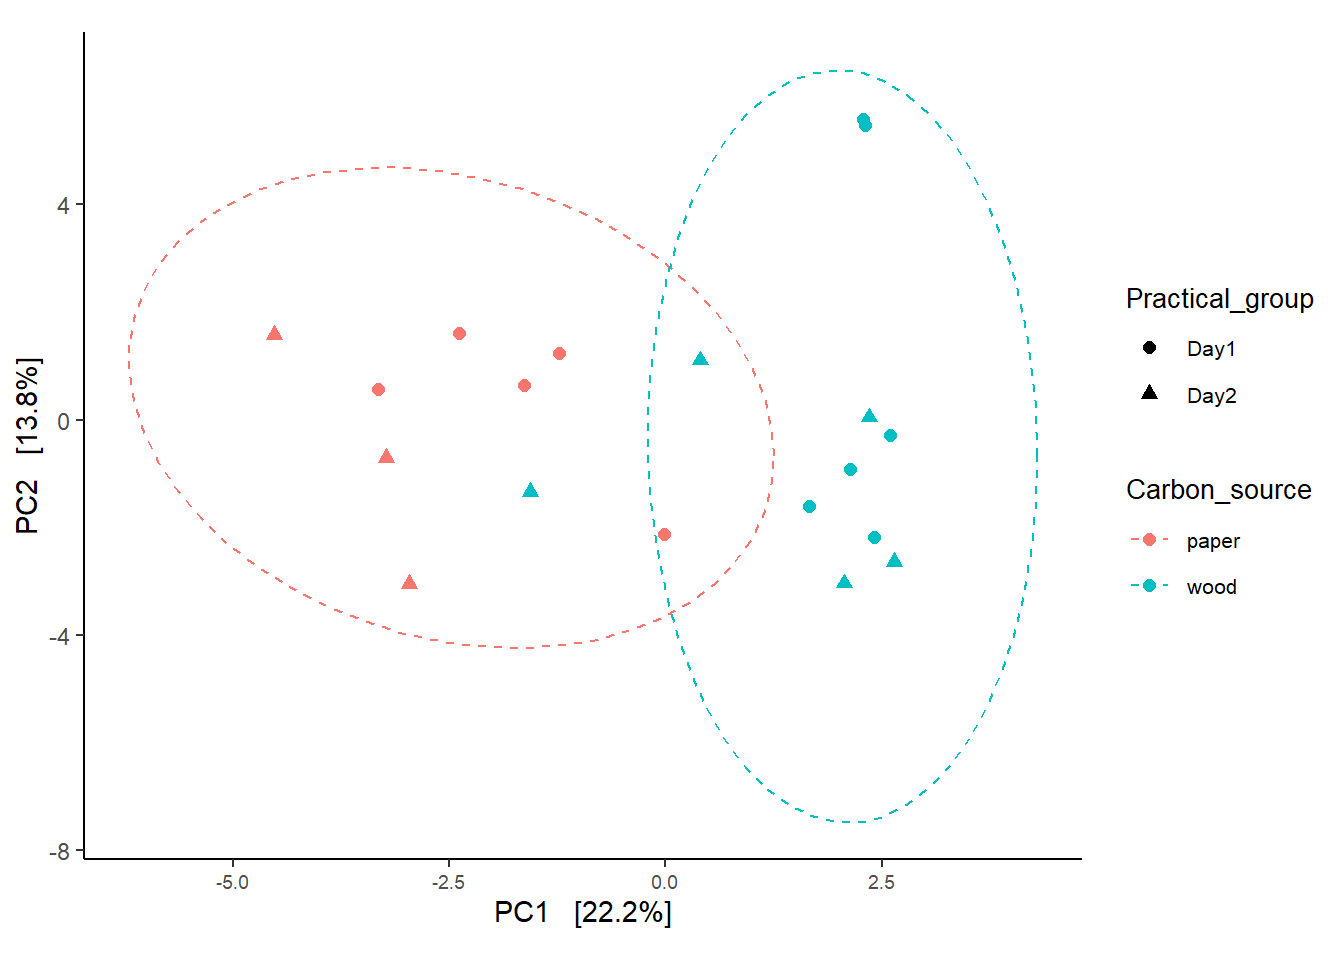 4
0
-4
-8
PC2 [13.8%]
-5.0
-2.5
0.0
2.5
PC1 [22.2%]
Practical_group
Day1
Day2
Carbon_source
paper
wood